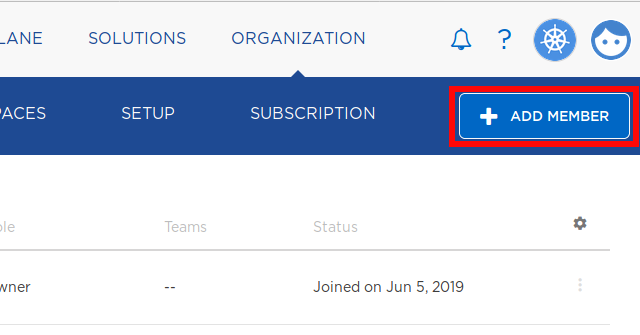 LANE SOLUTIONS ORGANIZATION ?
PACES SETUP SUBSCRIPTION + ADD MEMBER
ole Teams Status
wner -- Joined on Jun 5, 2019